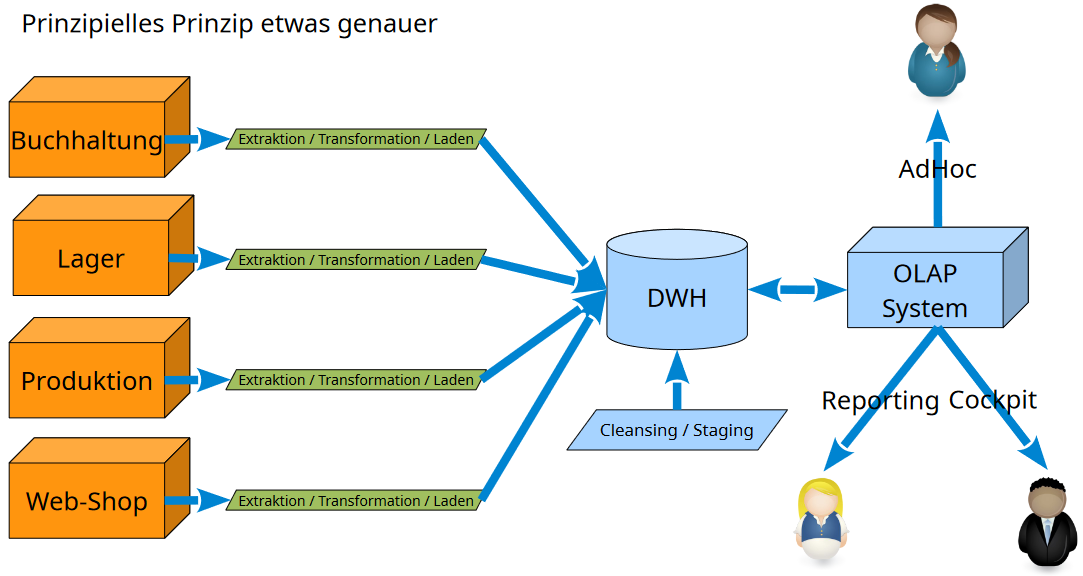 Prinzipielles Prinzip etwas genauer
Buchhaltung
Extraktion / Transformation / Laden
Lager
Extraktion / Transformation / Laden
Produktion
Extraktion / Transformation / Laden
Web-Shop
Extraktion / Transformation / Laden
DWH
Cleansing / Staging
AdHoc
OLAP
System
Reporting
Cockpit